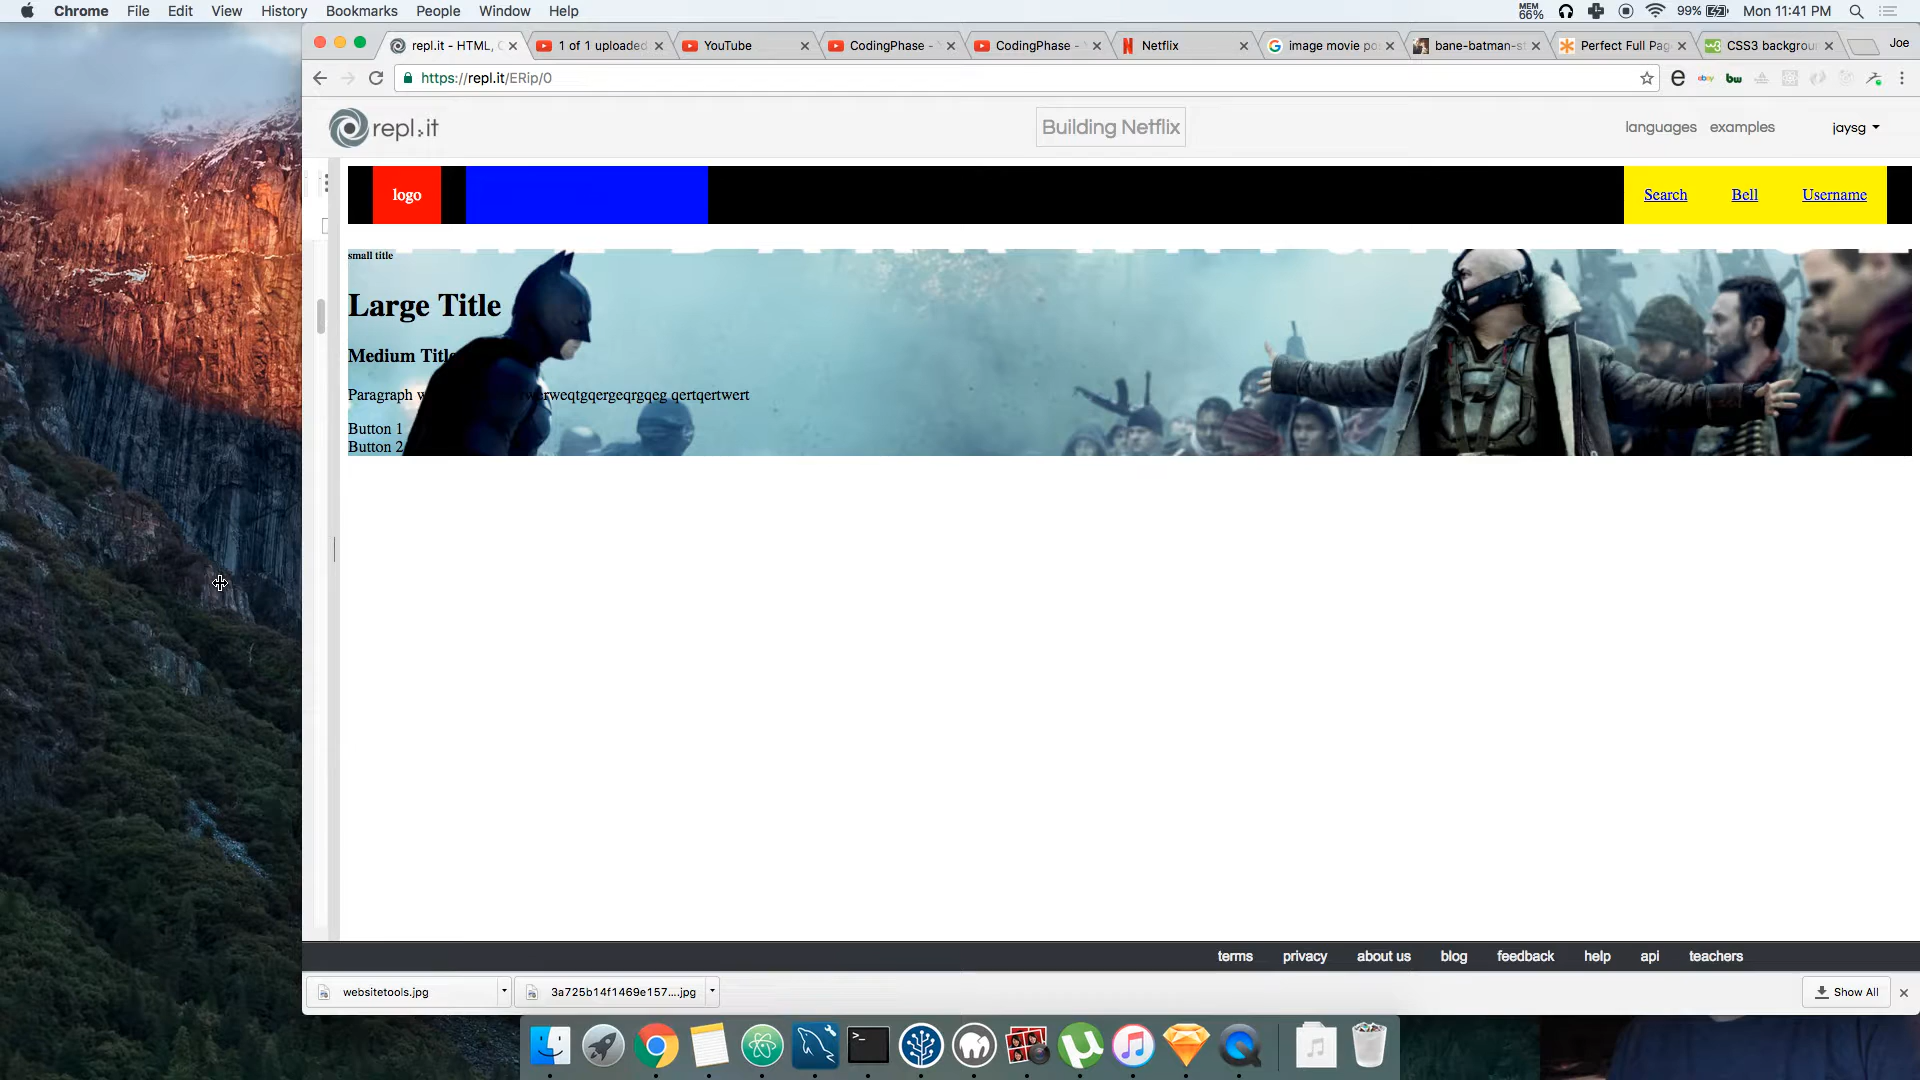 Chrome File Edit View History Bookmarks People Window Help
MEM 66% 99% Mon 11:41 PM
repl.it - HTML, 1 of 1 uploaded YouTube CodingPhase - CodingPhase - Netflix image movie po bane-batman-s Perfect Full Pag CSS3 backgrou Joe
https://repl.it/ERip/0
repl.it Building Netflix languages examples jaysg
logo Search Bell Username
small title
Large Title
Medium Title
Paragraph qertqertwert
Button 1
Button 2
terms privacy about us blog feedback help api teachers
websitetools.jpg 3a725b14f1469e157....jpg Show All